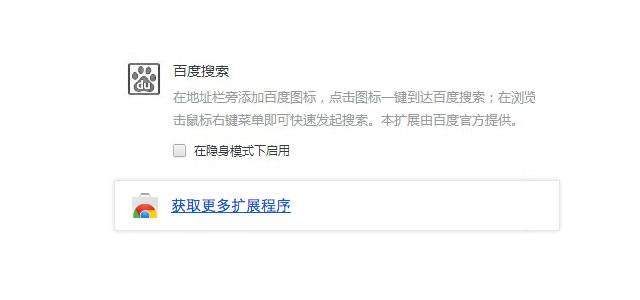 du
百度搜索
在地址栏旁添加百度图标，点击图标一键到达百度搜索；在浏览
击鼠标右键菜单即可快速发起搜索。本扩展由百度官方提供。
在隐身模式下启用
获取更多扩展程序